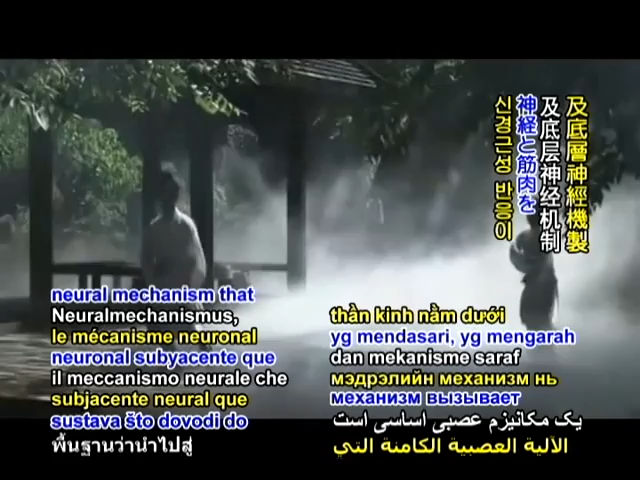 neural mechanism that
Neuralmechanismus,
le mécanisme neuronal
neuronal subyacente que
il meccanismo neurale che
subjacente neural que
sustava što dovodi do
พื้นฐานว่านำไปสู่
thần kinh nằm dưới
yg mendasari, yg mengarah
dan mekanisme saraf
мэдрэлийн механизм нь
механизм вызывает
یک مکانیزم عصبی اساسی است
الآلية العصبية الكامنة التي
及底層神經機製
及底层神经机制
神経と筋肉を
신경근성 반응이